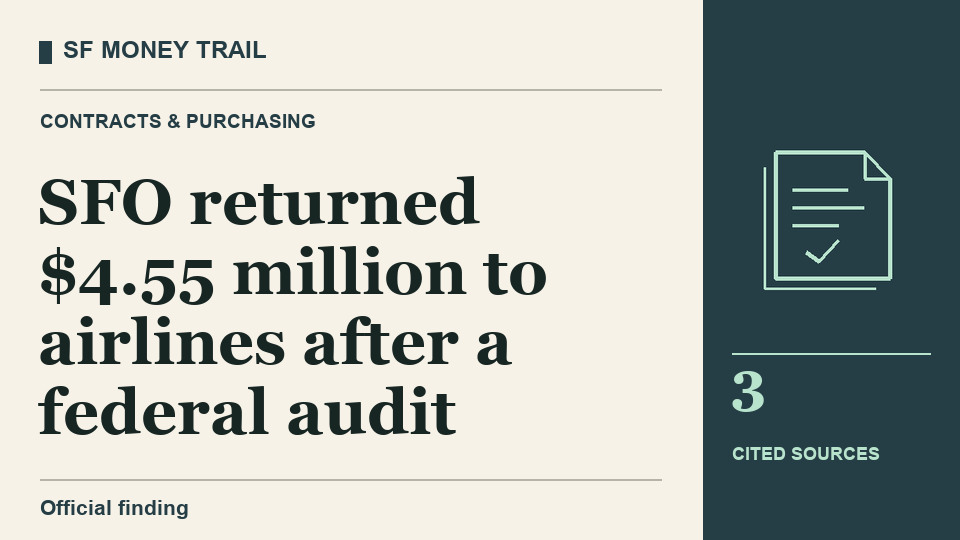 SF MONEY TRAIL
CONTRACTS & PURCHASING
SFO returned
$4.55 million to
airlines after a
federal audit
Official finding
3
CITED SOURCES